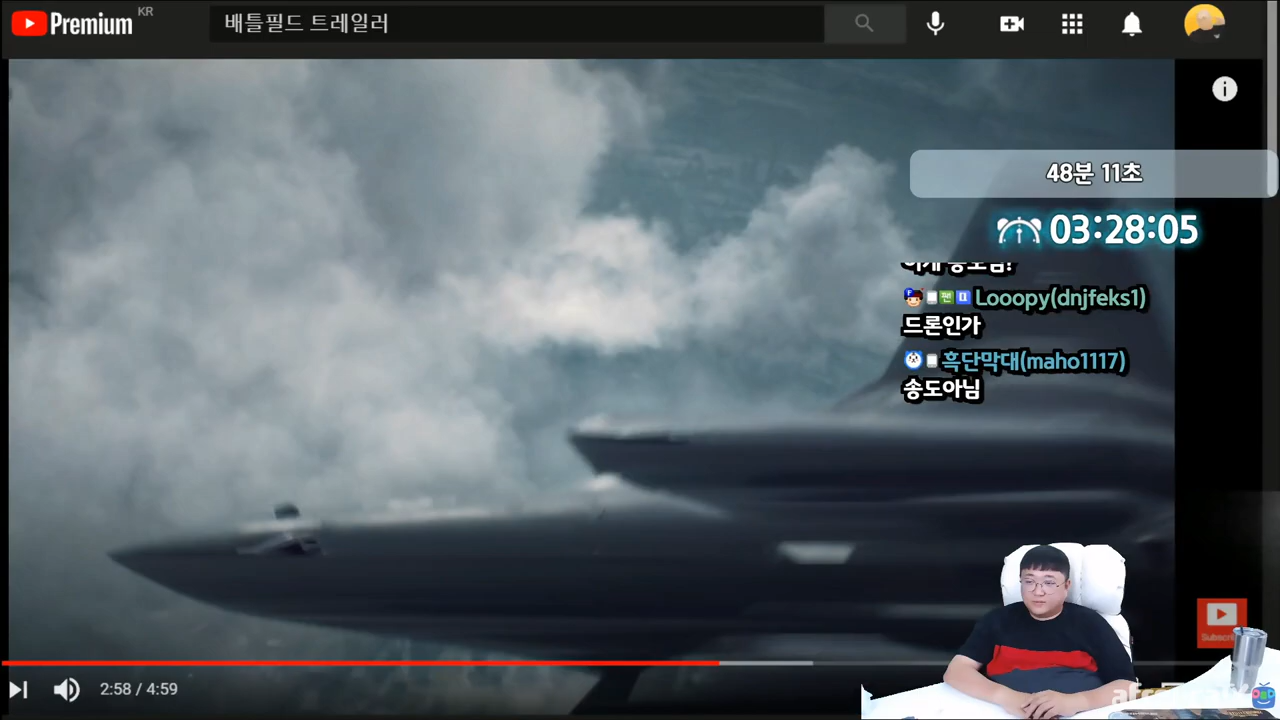 Premium KR
배틀필드 트레일러
48분 11초
03:28:05
팬
Looopy(dnjfeks1)
드론인가
흑단막대(maho1117)
송도아님
2:58 / 4:59